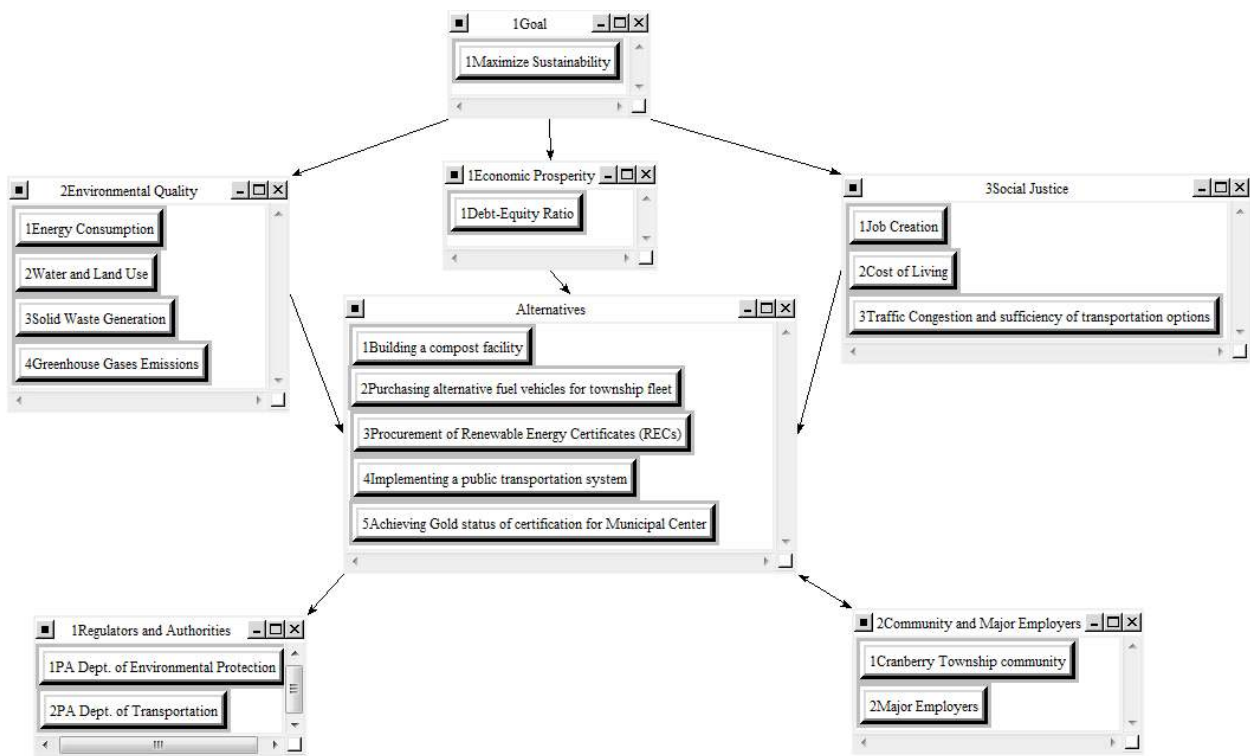 1Goal
1Maximize Sustainability
2Environmental Quality
1Energy Consumption
2Water and Land Use
3Solid Waste Generation
4Greenhouse Gases Emissions
1Economic Prosperity
1Debt-Equity Ratio
3Social Justice
1Job Creation
2Cost of Living
3Traffic Congestion and sufficiency of transportation options
Alternatives
1Building a compost facility
2Purchasing alternative fuel vehicles for township fleet
3Procurement of Renewable Energy Certificates (RECs)
4Implementing a public transportation system
5Achieving Gold status of certification for Municipal Center
1Regulators and Authorities
1PA Dept. of Environmental Protection
2PA Dept. of Transportation
2Community and Major Employers
1Cranberry Township community
2Major Employers